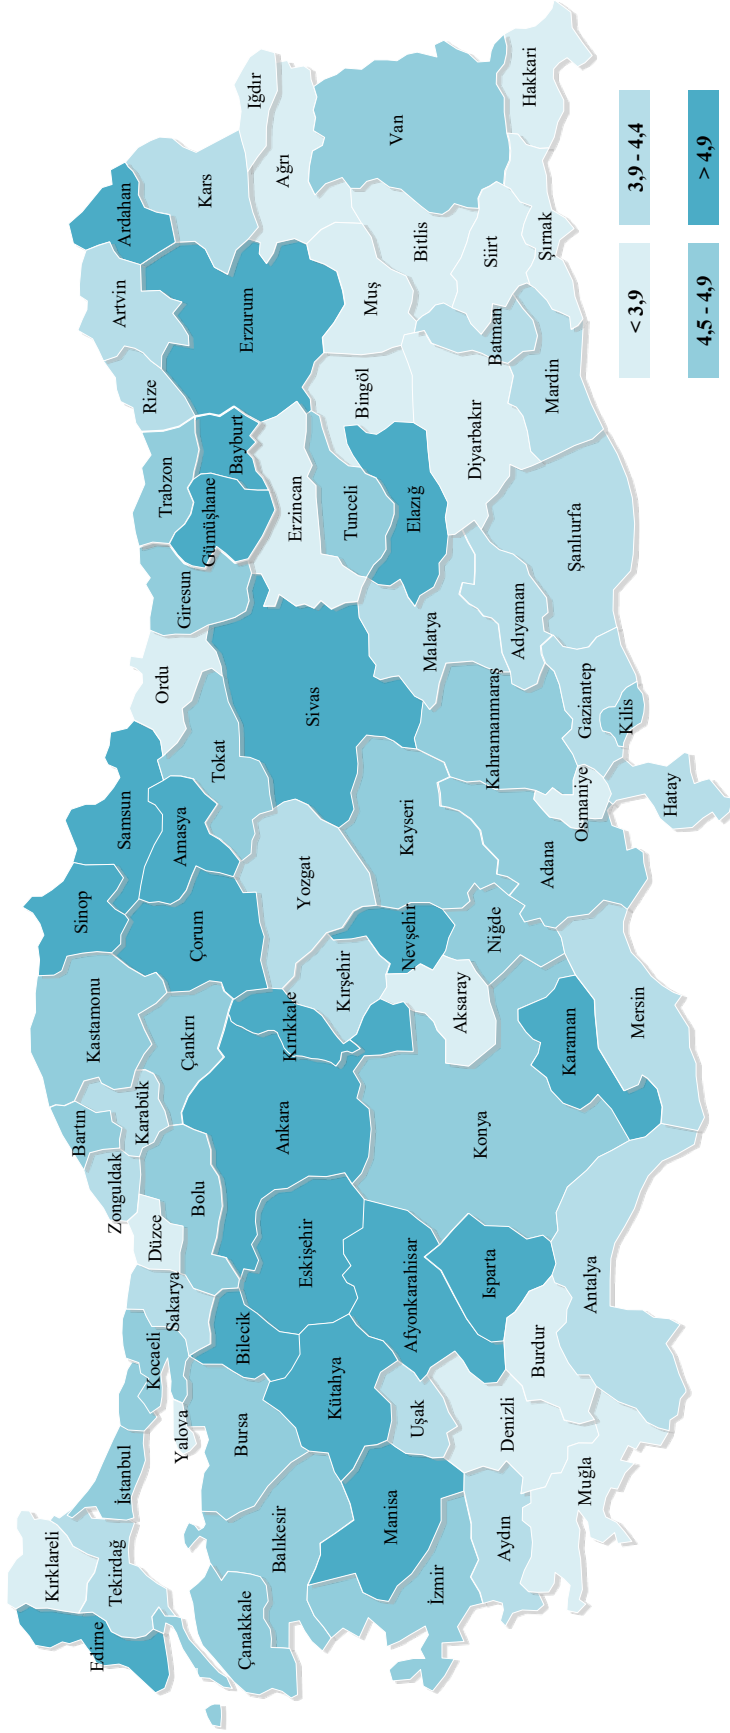 Kırklareli
Edirne
Tekirdağ
İstanbul
Kocaeli
Yalova
Sakarya
Düzce
Zonguldak
Bartın
Karabük
Kastamonu
Sinop
Samsun
Ordu
Giresun
Trabzon
Rize
Artvin
Ardahan
Kars
Iğdır
Ağrı
Çanakkale
Balıkesir
Bursa
Bilecik
Bolu
Çankırı
Çorum
Amasya
Tokat
Gümüşhane
Bayburt
Erzurum
Kütahya
Eskişehir
Ankara
Kırıkkale
Yozgat
Sivas
Erzincan
Manisa
Uşak
Afyonkarahisar
Kırşehir
Nevşehir
Kayseri
Malatya
Elazığ
Tunceli
Bingöl
Muş
Bitlis
Van
Hakkari
İzmir
Aydın
Denizli
Isparta
Konya
Aksaray
Niğde
Kahramanmaraş
Adıyaman
Diyarbakır
Batman
Siirt
Şırnak
Muğla
Burdur
Antalya
Karaman
Mersin
Adana
Osmaniye
Gaziantep
Kilis
Hatay
Şanlıurfa
Mardin
< 3,9
3,9 - 4,4
4,5 - 4,9
> 4,9